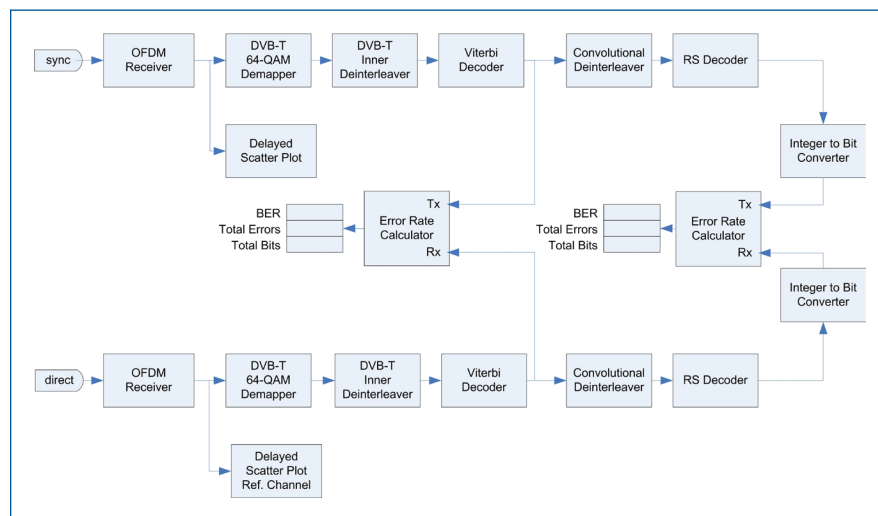 sync
OFDM
Receiver
DVB-T
64-QAM
Demapper
DVB-T
Inner
Deinterleaver
Viterbi
Decoder
Convolutional
Deinterleaver
RS Decoder
Delayed
Scatter Plot
Integer to Bit
Converter
BER
Total Errors
Total Bits
Tx
Error Rate
Calculator
Rx
BER
Total Errors
Total Bits
Tx
Error Rate
Calculator
Rx
Integer to Bit
Converter
direct
OFDM
Receiver
DVB-T
64-QAM
Demapper
DVB-T
Inner
Deinterleaver
Viterbi
Decoder
Convolutional
Deinterleaver
RS Decoder
Delayed
Scatter Plot
Ref. Channel